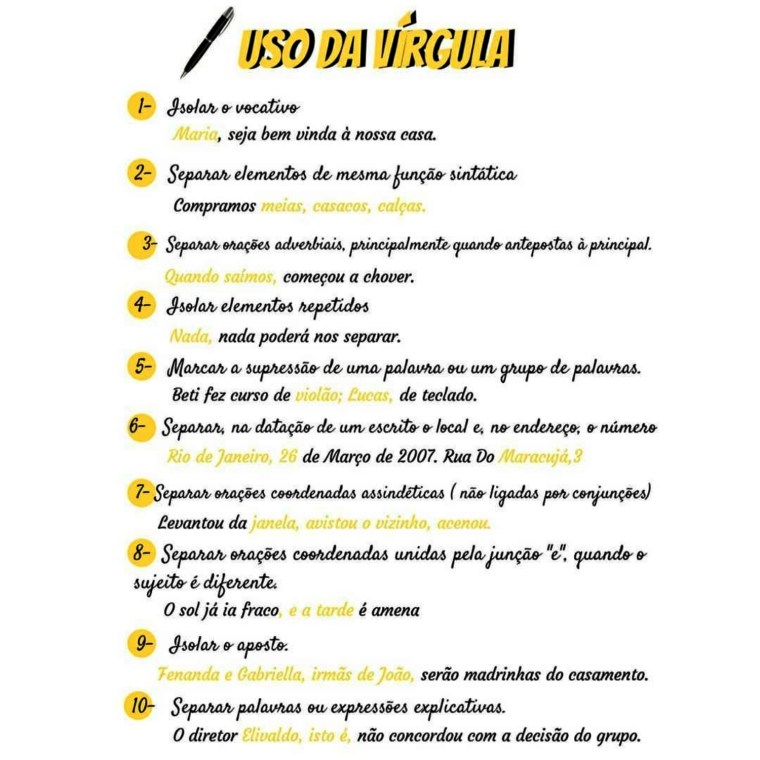 USO DA VÍRGULA
1- Isolar o vocativo
Maria, seja bem vinda à nossa casa.
2- Separar elementos de mesma função sintática
Compramos meias, casacos, calças.
3- Separar orações adverbiais, principalmente quando antepostas à principal.
Quando saímos, começou a chover.
4- Isolar elementos repetidos
Nada, nada poderá nos separar.
5- Marcar a supressão de uma palavra ou um grupo de palavras.
Beti fez curso de violão; Lucas, de teclado.
6- Separar, na datação de um escrito o local e, no endereço, o número
Rio de Janeiro, 26 de Março de 2007. Rua Do Maracujá,3
7- Separar orações coordenadas assindéticas ( não ligadas por conjunções)
Levantou da janela, avistou o vizinho, acenou.
8- Separar orações coordenadas unidas pela junção "e", quando o
sujeito é diferente.
O sol já ia fraco, e a tarde é amena
9- Isolar o aposto.
Fenanda e Gabriella, irmãs de João, serão madrinhas do casamento.
10- Separar palavras ou expressões explicativas.
O diretor Elivaldo, isto é, não concordou com a decisão do grupo.